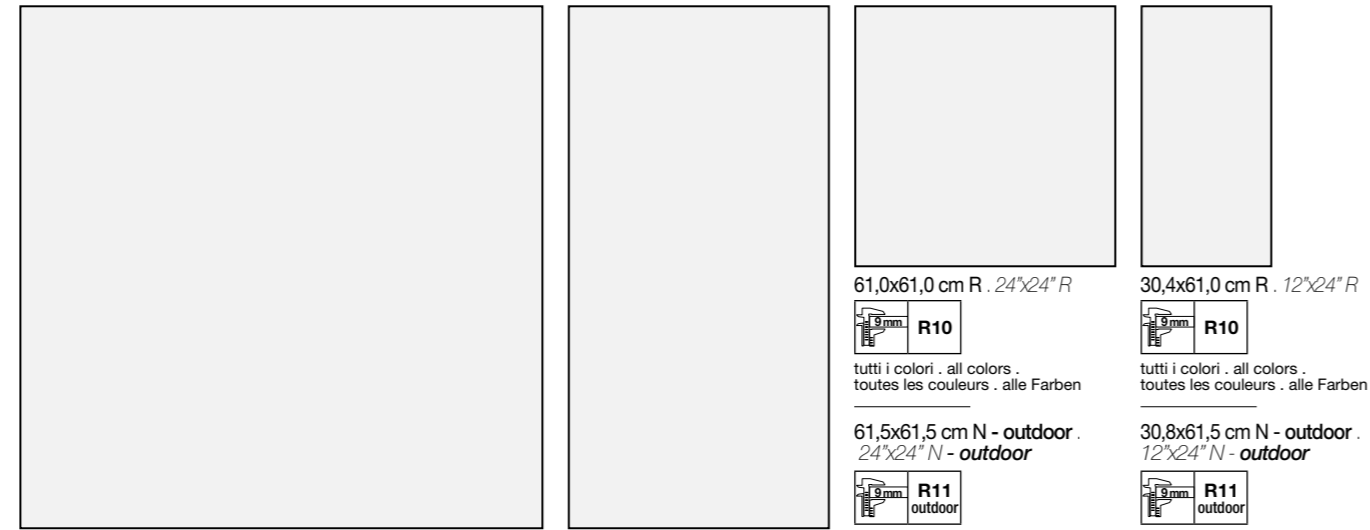 61,0x61,0 cm R . 24”x24” R
9mm R10
tutti i colori . all colors .
toutes les couleurs . alle Farben
61,5x61,5 cm N - outdoor .
24”x24” N - outdoor
9mm R11
outdoor
30,4x61,0 cm R . 12”x24” R
9mm R10
tutti i colori . all colors .
toutes les couleurs . alle Farben
30,8x61,5 cm N - outdoor .
12”x24” N - outdoor
9mm R11
outdoor